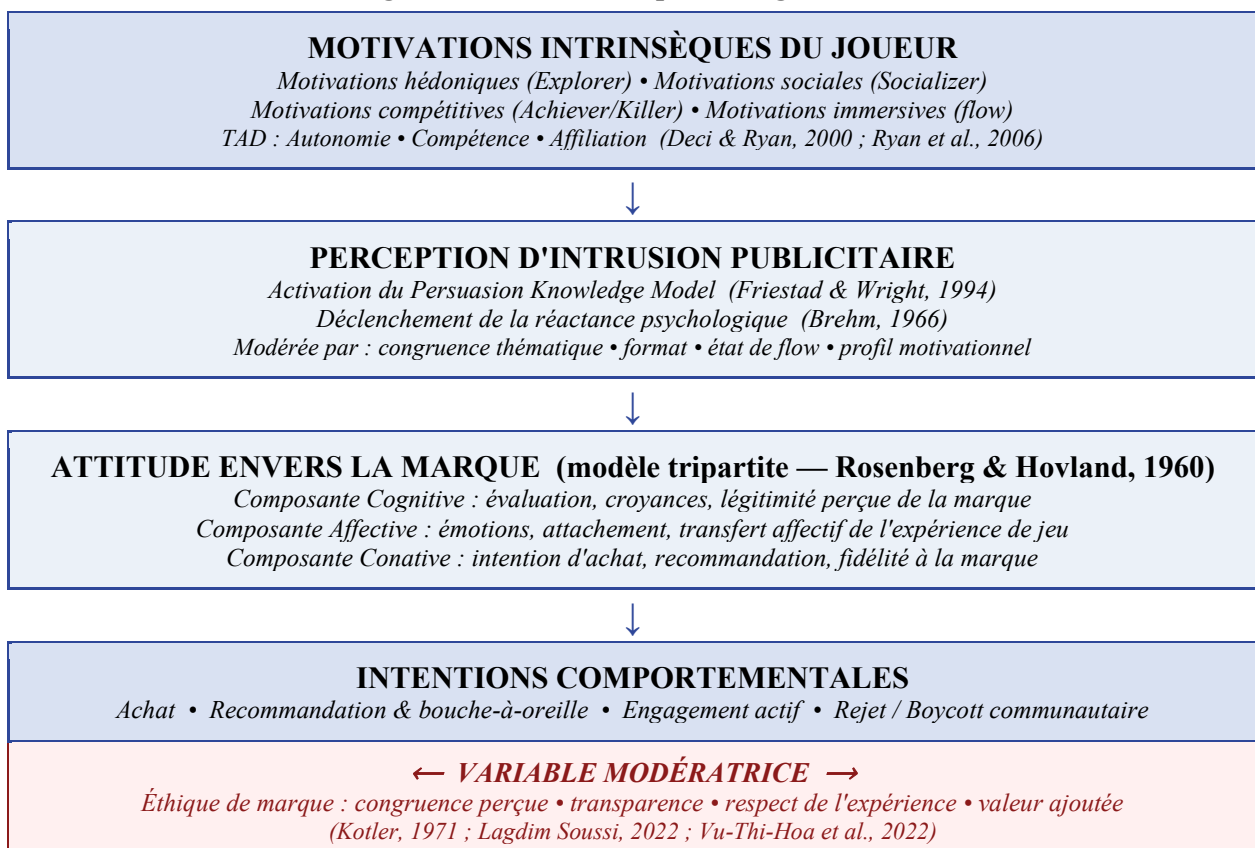 MOTIVATIONS INTRINSÈQUES DU JOUEUR
Motivations hédoniques (Explorer) • Motivations sociales (Socializer)
Motivations compétitives (Achiever/Killer) • Motivations immersives (flow)
TAD : Autonomie • Compétence • Affiliation (Deci & Ryan, 2000 ; Ryan et al., 2006)
↓
PERCEPTION D'INTRUSION PUBLICITAIRE
Activation du Persuasion Knowledge Model (Friestad & Wright, 1994)
Déclenchement de la réactance psychologique (Brehm, 1966)
Modérée par : congruence thématique • format • état de flow • profil motivationnel
↓
ATTITUDE ENVERS LA MARQUE (modèle tripartite — Rosenberg & Hovland, 1960)
Composante Cognitive : évaluation, croyances, légitimité perçue de la marque
Composante Affective : émotions, attachement, transfert affectif de l'expérience de jeu
Composante Conative : intention d'achat, recommandation, fidélité à la marque
↓
INTENTIONS COMPORTEMENTALES
Achat • Recommandation & bouche-à-oreille • Engagement actif • Rejet / Boycott communautaire
← VARIABLE MODÉRATRICE →
Éthique de marque : congruence perçue • transparence • respect de l'expérience • valeur ajoutée
(Kotler, 1971 ; Lagdim Soussi, 2022 ; Vu-Thi-Hoa et al., 2022)